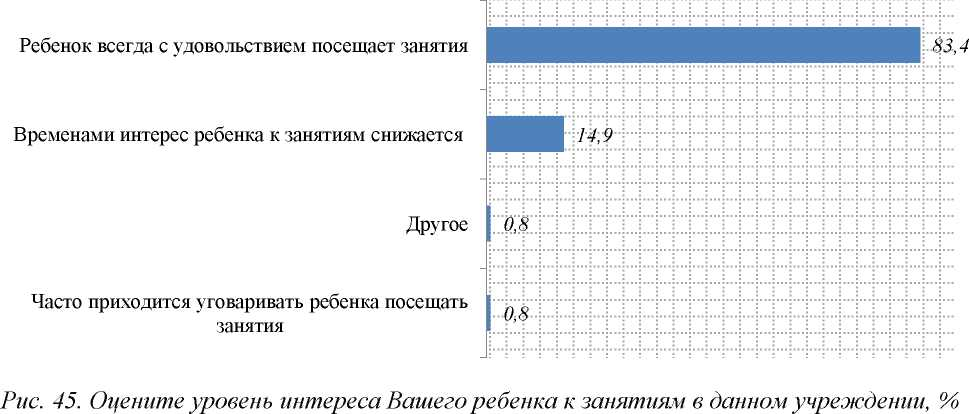 Ребенок всегда с удовольствием посещает занятия
83,4
Временами интерес ребенка к занятиям снижается
14,9
Другое
0,8
Часто приходится уговаривать ребенка посещать
занятия
0,8
Рис. 45. Оцените уровень интереса Вашего ребенка к занятиям в данном учреждении, %